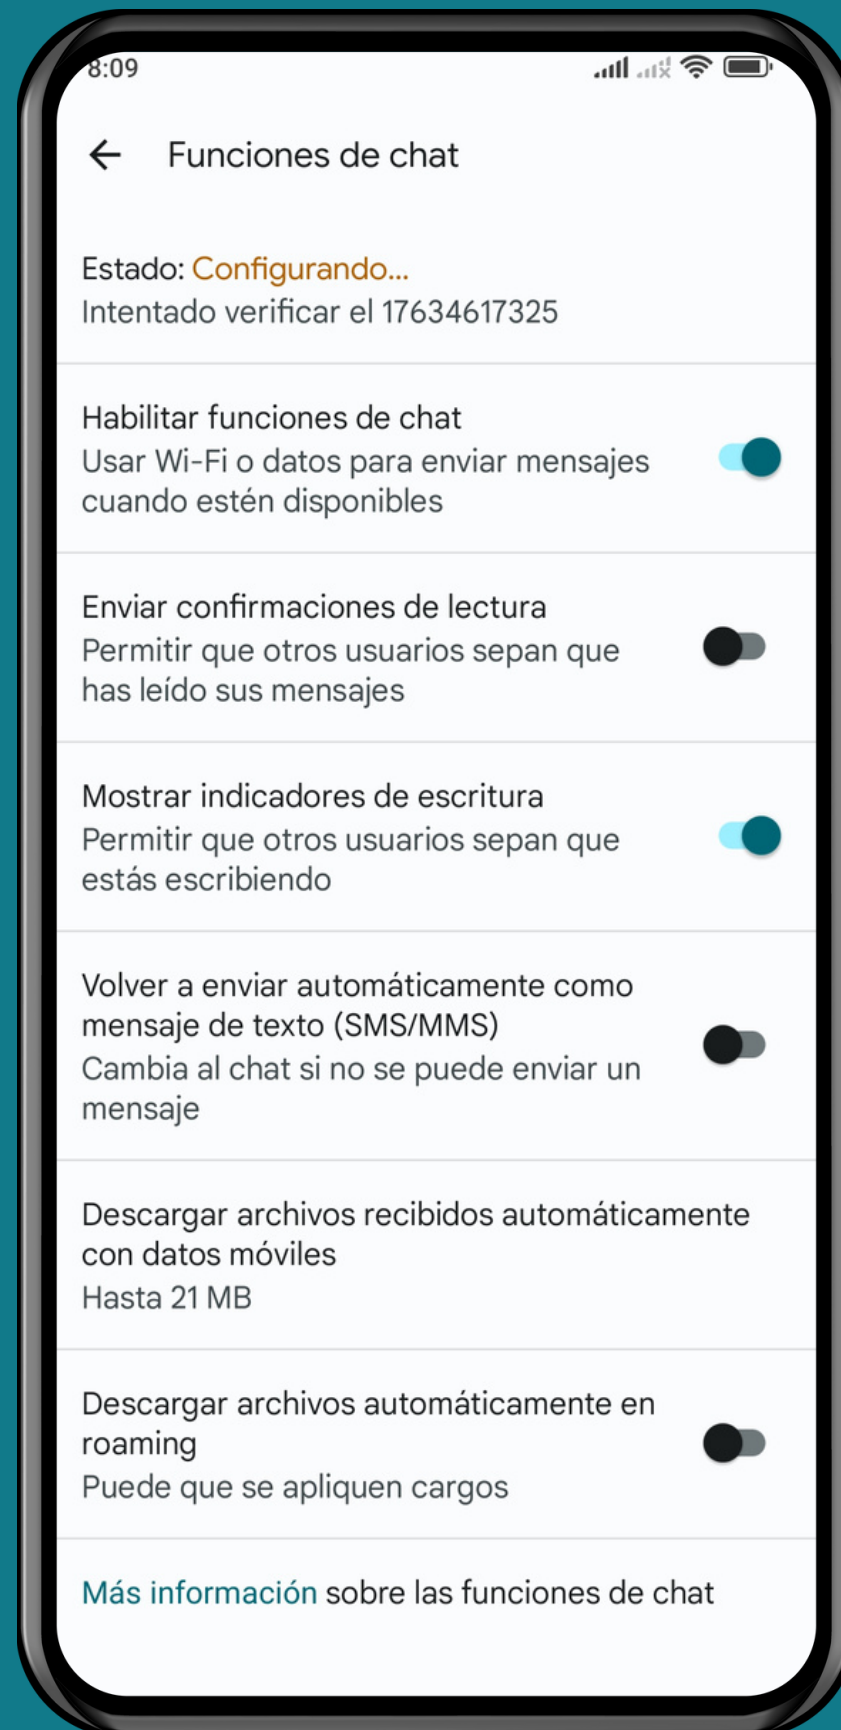 8:09
Funciones de chat
Estado: Configurando...
Intentado verificar el 17634617325
Habilitar funciones de chat
Usar Wi-Fi o datos para enviar mensajes
cuando estén disponibles
Enviar confirmaciones de lectura
Permitir que otros usuarios sepan que
has leído sus mensajes
Mostrar indicadores de escritura
Permitir que otros usuarios sepan que
estás escribiendo
Volver a enviar automáticamente como
mensaje de texto (SMS/MMS)
Cambia al chat si no se puede enviar un
mensaje
Descargar archivos recibidos automáticamente
con datos móviles
Hasta 21 MB
Descargar archivos automáticamente en
roaming
Puede que se apliquen cargos
Más información sobre las funciones de chat